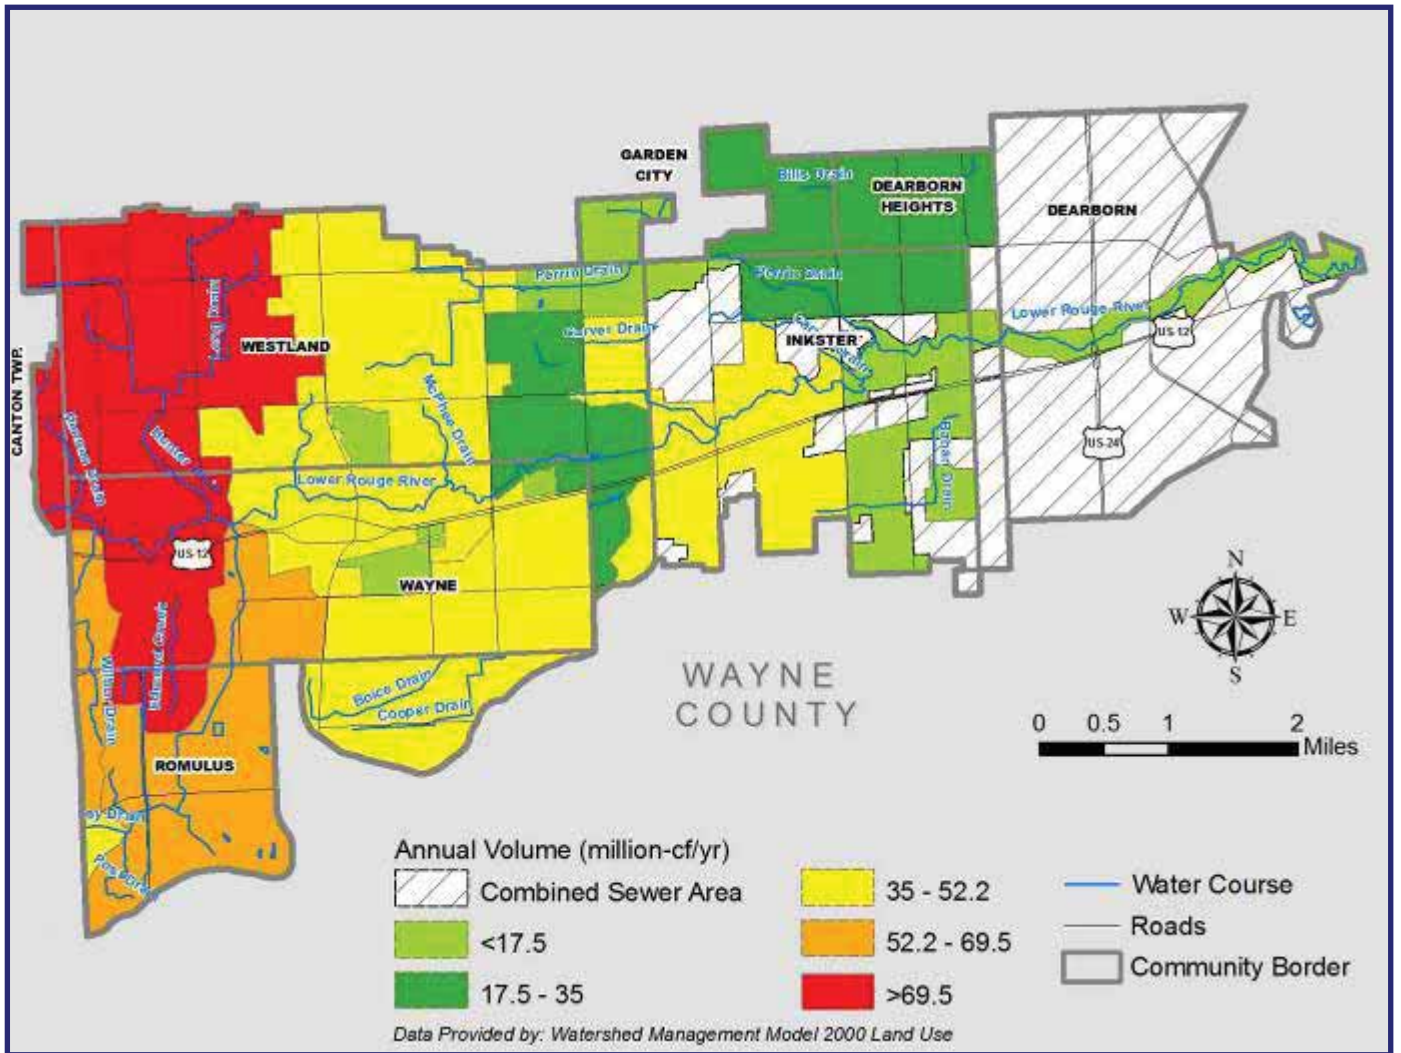 GARDEN
CITY
Bills Drain
DEARBORN
HEIGHTS
DEARBORN
Perrin Drain
Perrin Drain
Lower Rouge River
Garver Drain
US-12
INKSTER
WESTLAND
CANTON TWP.
McPhee Drain
US-24
Lower Rouge River
US-12
WAYNE
N
W
E
S
WAYNE
COUNTY
Boice Drain
Cooper Drain
ROMULUS
0 0.5 1 2
Miles
Annual Volume (million-cf/yr)
Combined Sewer Area
<17.5
17.5 - 35
35 - 52.2
52.2 - 69.5
>69.5
Water Course
Roads
Community Border
Data Provided by: Watershed Management Model 2000 Land Use